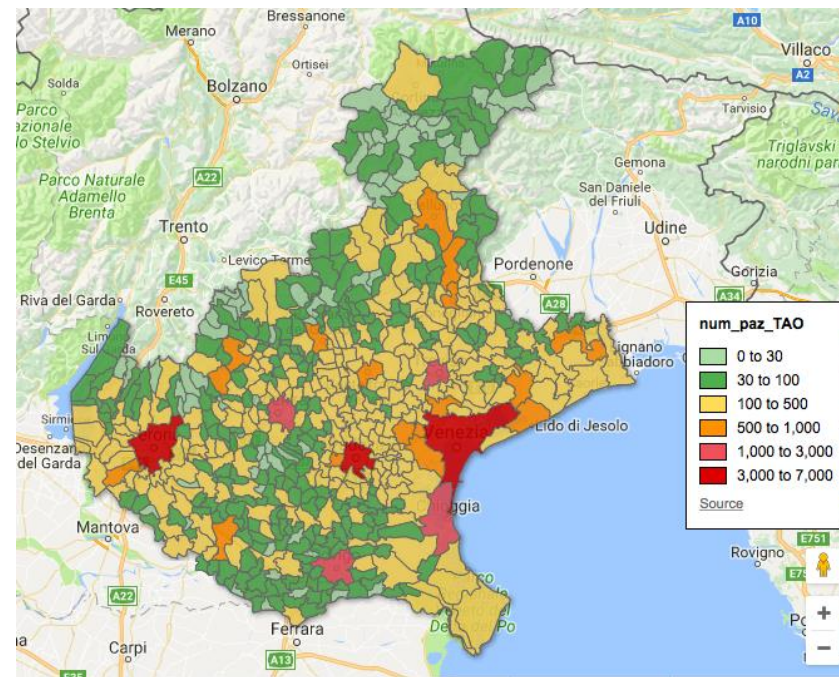 Bressanone
Merano
A10
Villaco
Ortisei
A2
Solda
Bolzano
Tarvisio
Parco
azionale
lo Stelvio
Triglavski
narodni par
A22
Gemona
Parco Naturale
Adamello
Brenta
San Daniele
del Friuli
Trento
Udine
Levico Terme
Pordenone
E45
Gorizia
A28
A34
Riva del Garda
Rovereto
num_paz_TAO
0 to 30
30 to 100
100 to 500
500 to 1,000
1,000 to 3,000
3,000 to 7,000
Source
Venezia
Lido di Jesolo
Desenzan
del Garda
Mantova
E751
Rovigno
A22
Ferrara
Carpi
A13
+
−